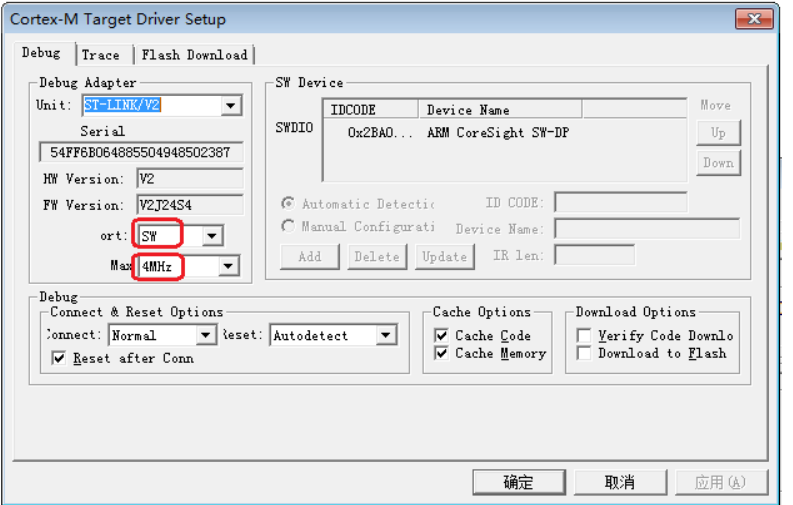 Cortex-M Target Driver Setup
Debug Trace Flash Download
Debug Adapter
Unit: ST-LINK/V2
Serial
54FF6B064885504948502387
HW Version: V2
FW Version: V2J24S4
ort: SW
Max 4MHz
SW Device
IDCODE Device Name Move
SWDIO 0x2BA0... ARM CoreSight SW-DP Up
Down
Automatic Detectic ID CODE:
Manual Configurati Device Name:
Add Delete Update IR len:
Debug
Connect & Reset Options
Connect: Normal Reset: Autodetect
Reset after Conn
Cache Options
Cache Code
Cache Memory
Download Options
Verify Code Downlo
Download to Flash
确定 取消 应用(A)